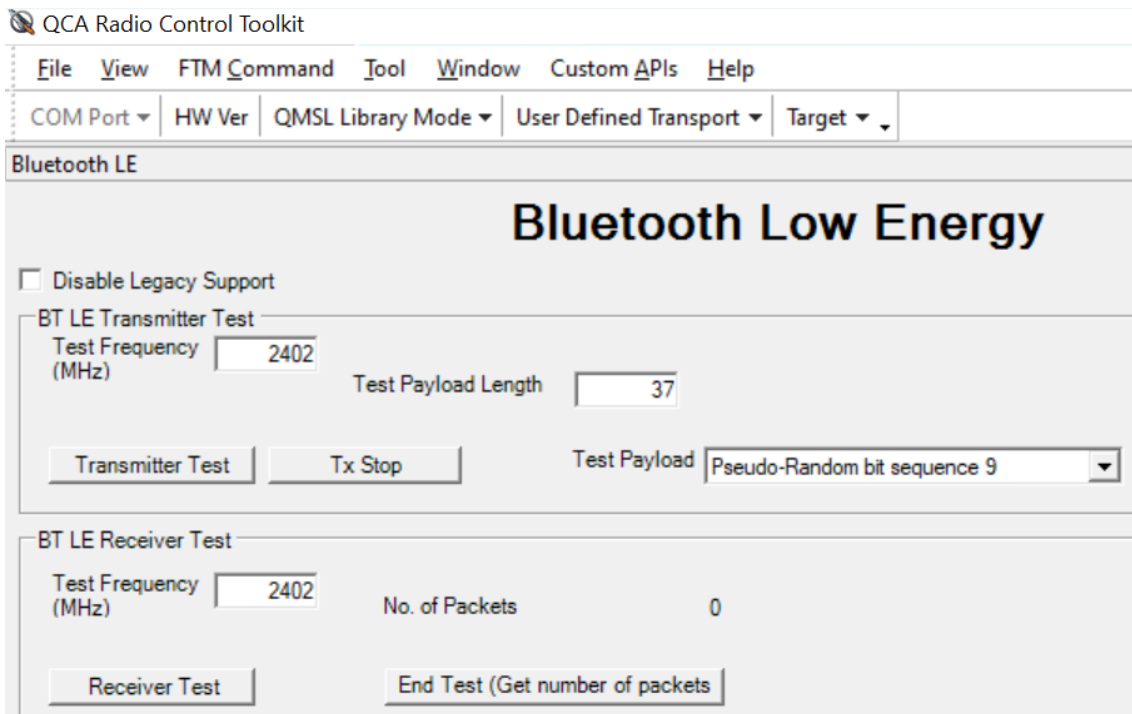 QCA Radio Control Toolkit
File View FTM Command Tool Window Custom APIs Help
COM Port HW Ver QMSL Library Mode User Defined Transport Target
Bluetooth LE
Bluetooth Low Energy
Disable Legacy Support
BT LE Transmitter Test
Test Frequency
(MHz)
2402
Test Payload Length
37
Transmitter Test
Tx Stop
Test Payload
Pseudo-Random bit sequence 9
BT LE Receiver Test
Test Frequency
(MHz)
2402
No. of Packets
0
Receiver Test
End Test (Get number of packets